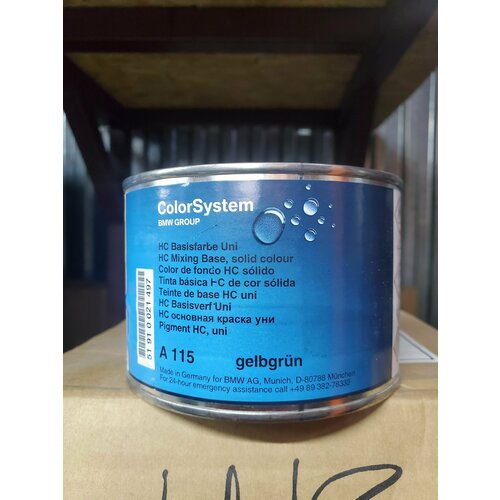 ColorSystem
BMW GROUP
HC Basisfarbe Uni
HC Mixing Base, solid colour
Color de fondo HC sólido
Tinta básica HC de cor sólida
Teinte de base HC uni
HC Basisverf Uni
HC основная краска уни
Pigment HC, uni
A 115 gelbgrün
Made in Germany for BMW AG, Munich, D-80788 München
For 24-hour emergency assistance call +49 89 382-78333
51 91 0 021 497